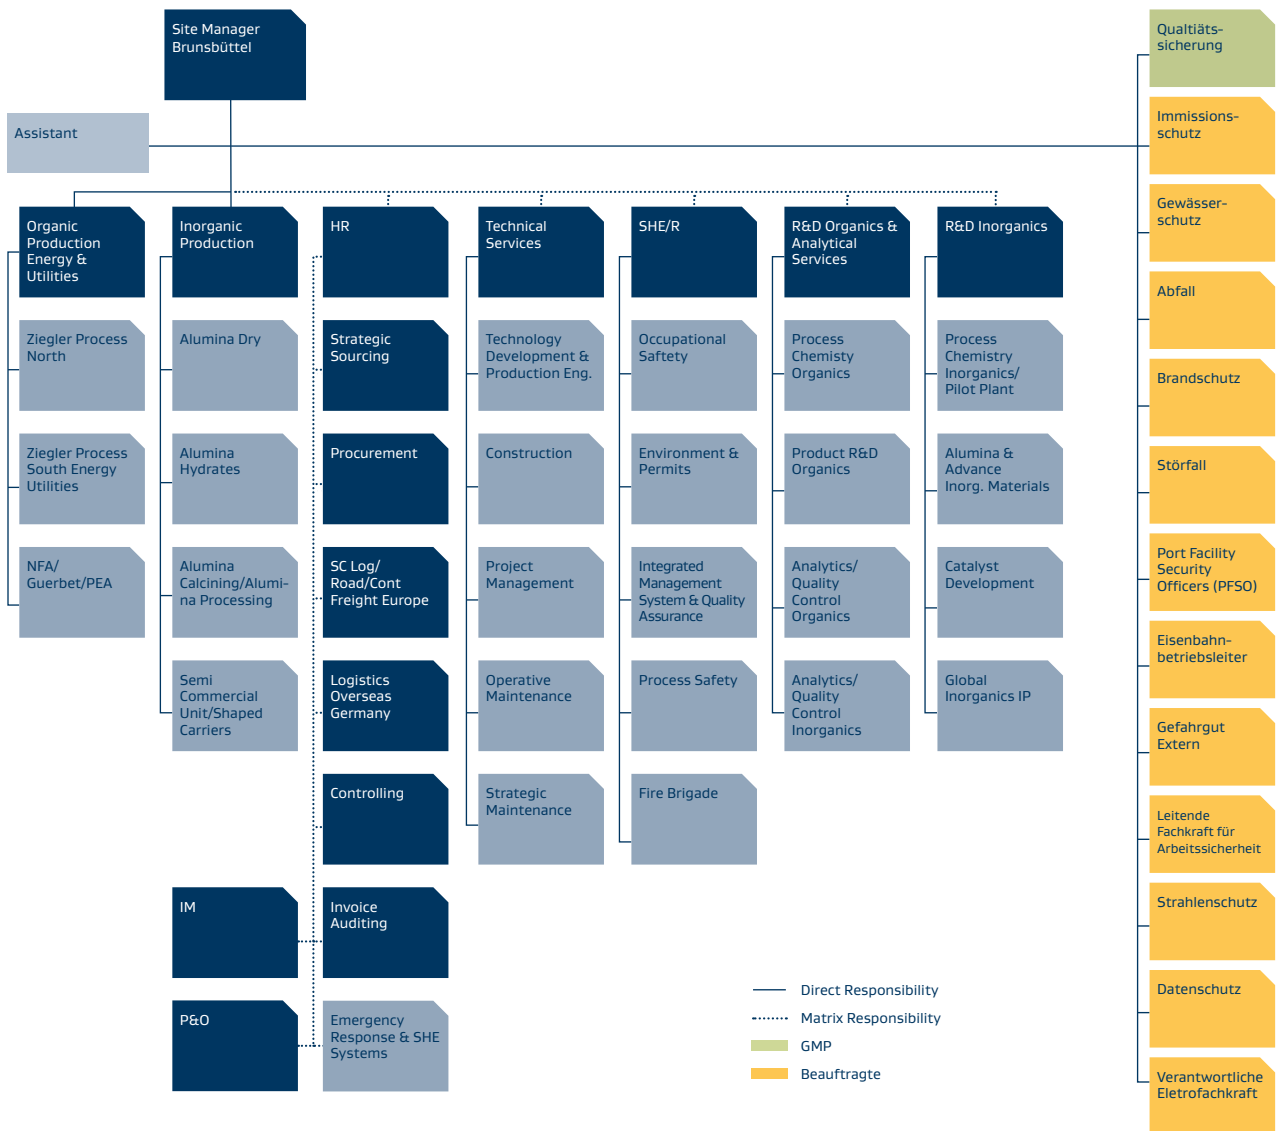 Site Manager
Brunsbüttel
Assistant
Organic
Production
Energy &
Utilities
Ziegler Process
North
Ziegler Process
South Energy
Utilities
NFA/
Guerbet/PEA
Inorganic
Production
Alumina Dry
Alumina
Hydrates
Alumina
Calcining/Alumi-
na Processing
Semi
Commercial
Unit/Shaped
Carriers
IM
P&O
HR
Strategic
Sourcing
Procurement
SC Log/
Road/Cont
Freight Europe
Logistics
Overseas
Germany
Controlling
Invoice
Auditing
Emergency
Response & SHE
Systems
Technical
Services
Technology
Development &
Production Eng.
Construction
Project
Management
Operative
Maintenance
Strategic
Maintenance
SHE/R
Occupational
Saftety
Environment &
Permits
Integrated
Management
System & Quality
Assurance
Process Safety
Fire Brigade
R&D Organics &
Analytical
Services
Process
Chemisty
Organics
Product R&D
Organics
Analytics/
Quality
Control
Organics
Analytics/
Quality
Control
Inorganics
R&D Inorganics
Process
Chemistry
Inorganics/
Pilot Plant
Alumina &
Advance
Inorg. Materials
Catalyst
Development
Global
Inorganics IP
Qualtiäts-
sicherung
Immissions-
schutz
Gewässer-
schutz
Abfall
Brandschutz
Störfall
Port Facility
Security
Officers (PFSO)
Eisenbahn-
betriebsleiter
Gefahrgut
Extern
Leitende
Fachkraft für
Arbeitssicherheit
Strahlenschutz
Datenschutz
Verantwortliche
Eletrofachkraft
Direct Responsibility
Matrix Responsibility
GMP
Beauftragte